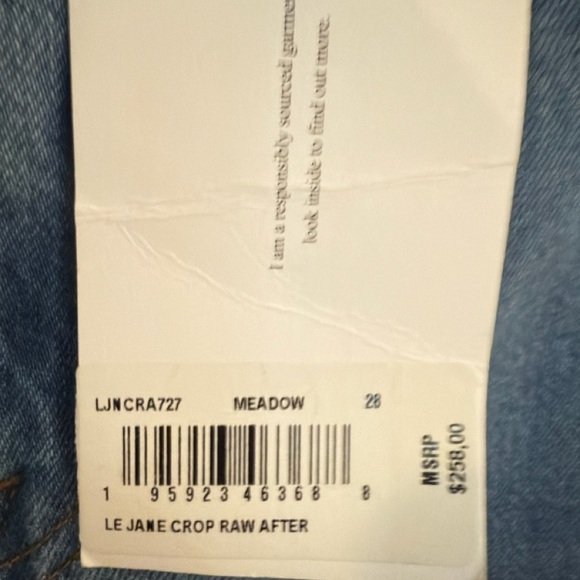 I am a responsibly sourced
look inside to find out more.
LJNCRA727 MEADOW 28
1 95923 46368 8
LE JANE CROP RAW AFTER
MSRP
$258,00